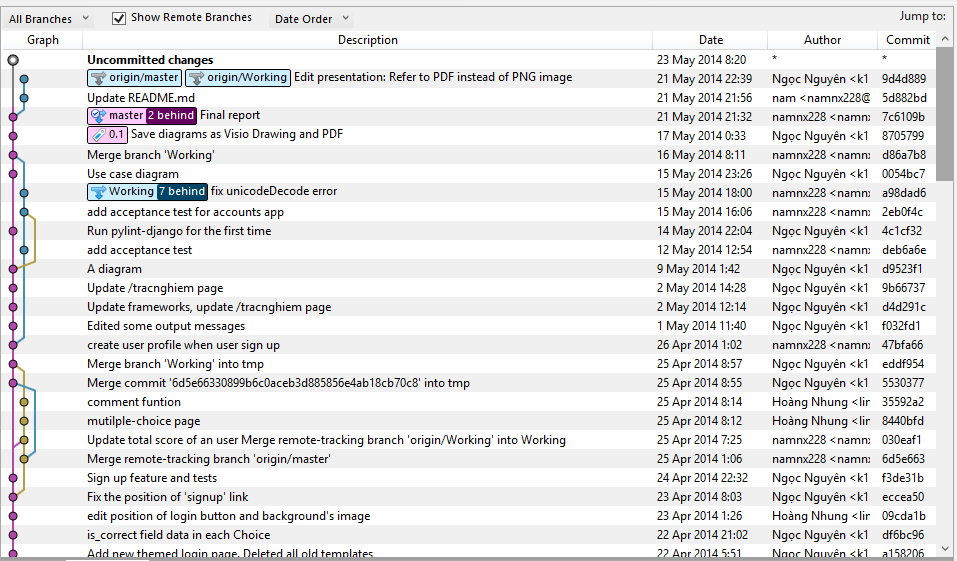 All Branches Show Remote Branches Date Order Jump to:
Graph Description Date Author Commit
Uncommitted changes 23 May 2014 8:20 * *
origin/master origin/Working Edit presentation: Refer to PDF instead of PNG image 21 May 2014 22:39 Ngọc Nguyên <k1 9d4d889
Update README.md 21 May 2014 21:56 nam <namnx228@ 5d882bd
master 2 behind Final report 21 May 2014 21:32 namnx228 <namn: 7c6109b
0.1 Save diagrams as Visio Drawing and PDF 17 May 2014 0:33 Ngọc Nguyên <k1 8705799
Merge branch 'Working' 16 May 2014 8:11 namnx228 <namn: d86a7b8
Use case diagram 15 May 2014 23:26 Ngọc Nguyên <k1 0054bc7
Working 7 behind fix unicodeDecode error 15 May 2014 18:00 namnx228 <namn: a98dad6
add acceptance test for accounts app 15 May 2014 16:06 namnx228 <namn: 2eb0f4c
Run pylint-django for the first time 14 May 2014 22:04 Ngọc Nguyên <k1 4c1cf32
add acceptance test 12 May 2014 12:54 namnx228 <namn: deb6a6e
A diagram 9 May 2014 1:42 Ngọc Nguyên <k1 d9523f1
Update /tracnghiem page 2 May 2014 14:28 Ngọc Nguyên <k1 9b66737
Update frameworks, update /tracnghiem page 2 May 2014 12:14 Ngọc Nguyên <k1 d4d291c
Edited some output messages 1 May 2014 11:40 Ngọc Nguyên <k1 f032fd1
create user profile when user sign up 26 Apr 2014 1:02 namnx228 <namn: 47bfa66
Merge branch 'Working' into tmp 25 Apr 2014 8:57 namnx228 <namn: eddf954
Merge commit '6d5e66330899b6c0aceb3d885856e4ab18cb70c8' into tmp 25 Apr 2014 8:55 namnx228 <namn: 5530377
comment funtion 25 Apr 2014 8:14 Hoàng Nhung <lir 35592a2
mutilple-choice page 25 Apr 2014 8:12 Hoàng Nhung <lir 8440bfd
Update total score of an user Merge remote-tracking branch 'origin/Working' into Working 25 Apr 2014 7:25 namnx228 <namn: 030eaf1
Merge remote-tracking branch 'origin/master' 25 Apr 2014 1:06 namnx228 <namn: 6d5e663
Sign up feature and tests 24 Apr 2014 22:32 Ngọc Nguyên <k1 f3de31b
Fix the position of 'signup' link 23 Apr 2014 8:03 Ngọc Nguyên <k1 eccea50
edit position of login button and background's image 23 Apr 2014 1:26 Hoàng Nhung <lir 09cda1b
is_correct field data in each Choice 22 Apr 2014 21:02 Ngọc Nguyên <k1 df6bc96
Add new themed login page. Deleted all old templates 22 Apr 2014 5:51 Ngọc Nguyên <k1 a158206